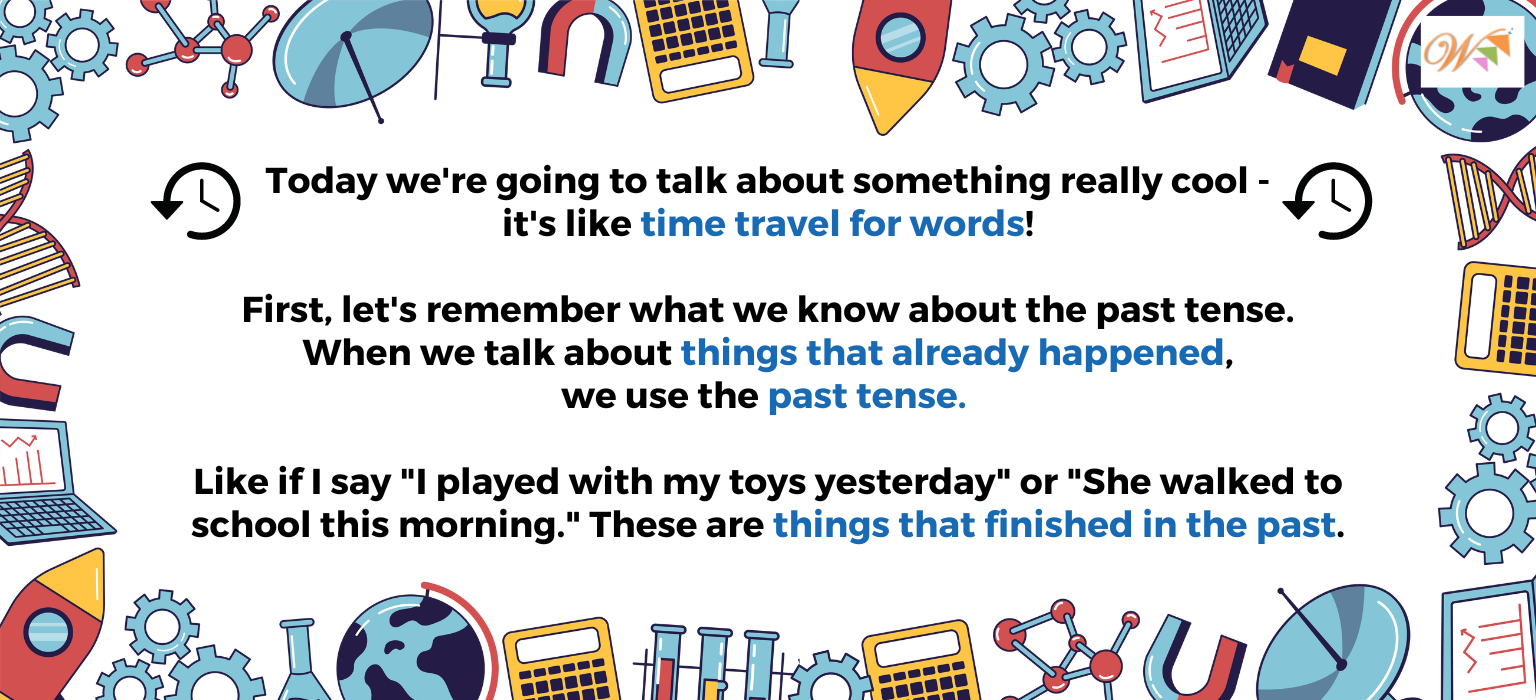 W
Today we're going to talk about something really cool -
it's like time travel for words!
First, let's remember what we know about the past tense.
When we talk about things that already happened,
we use the past tense.
Like if I say "I played with my toys yesterday" or "She walked to
school this morning." These are things that finished in the past.